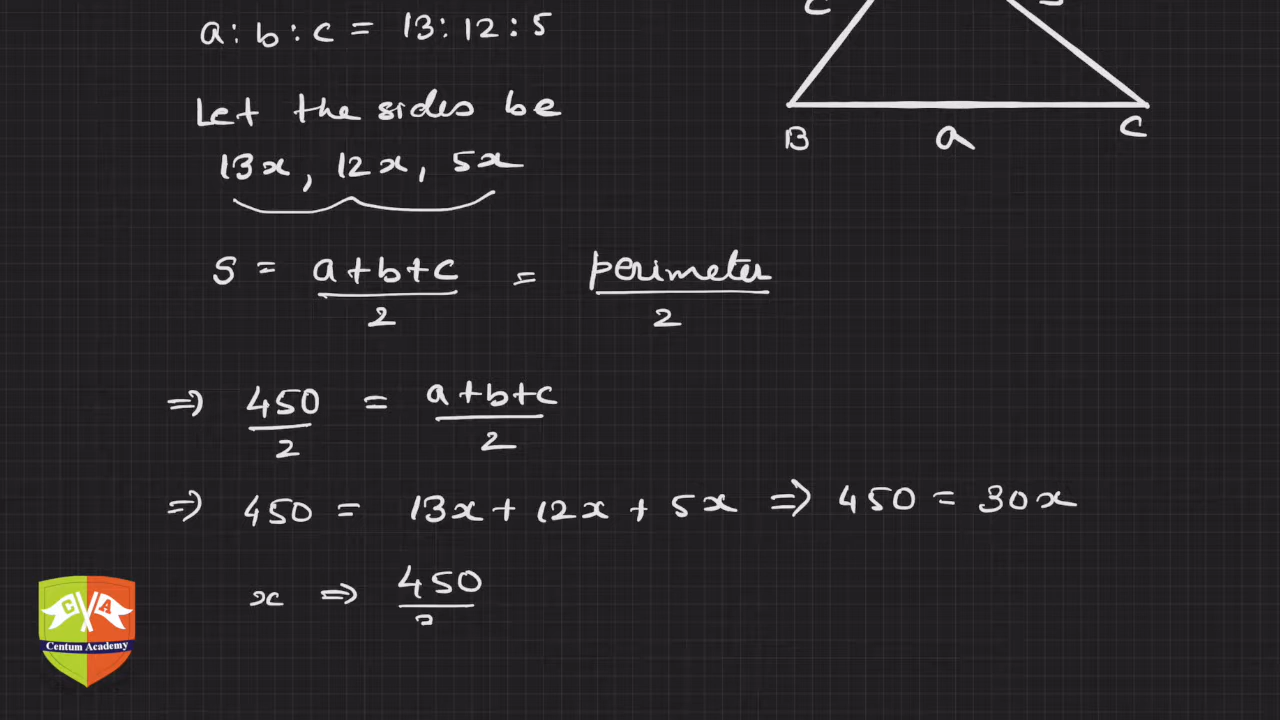 a : b : c = 13 : 12 : 5
Let the sides be
13x, 12x, 5x
S = a+b+c/2 = perimeter/2
⇒ 450/2 = a+b+c/2
⇒ 450 = 13x + 12x + 5x ⇒ 450 = 30x
x ⇒ 450/
B a C
C A
Centum Academy